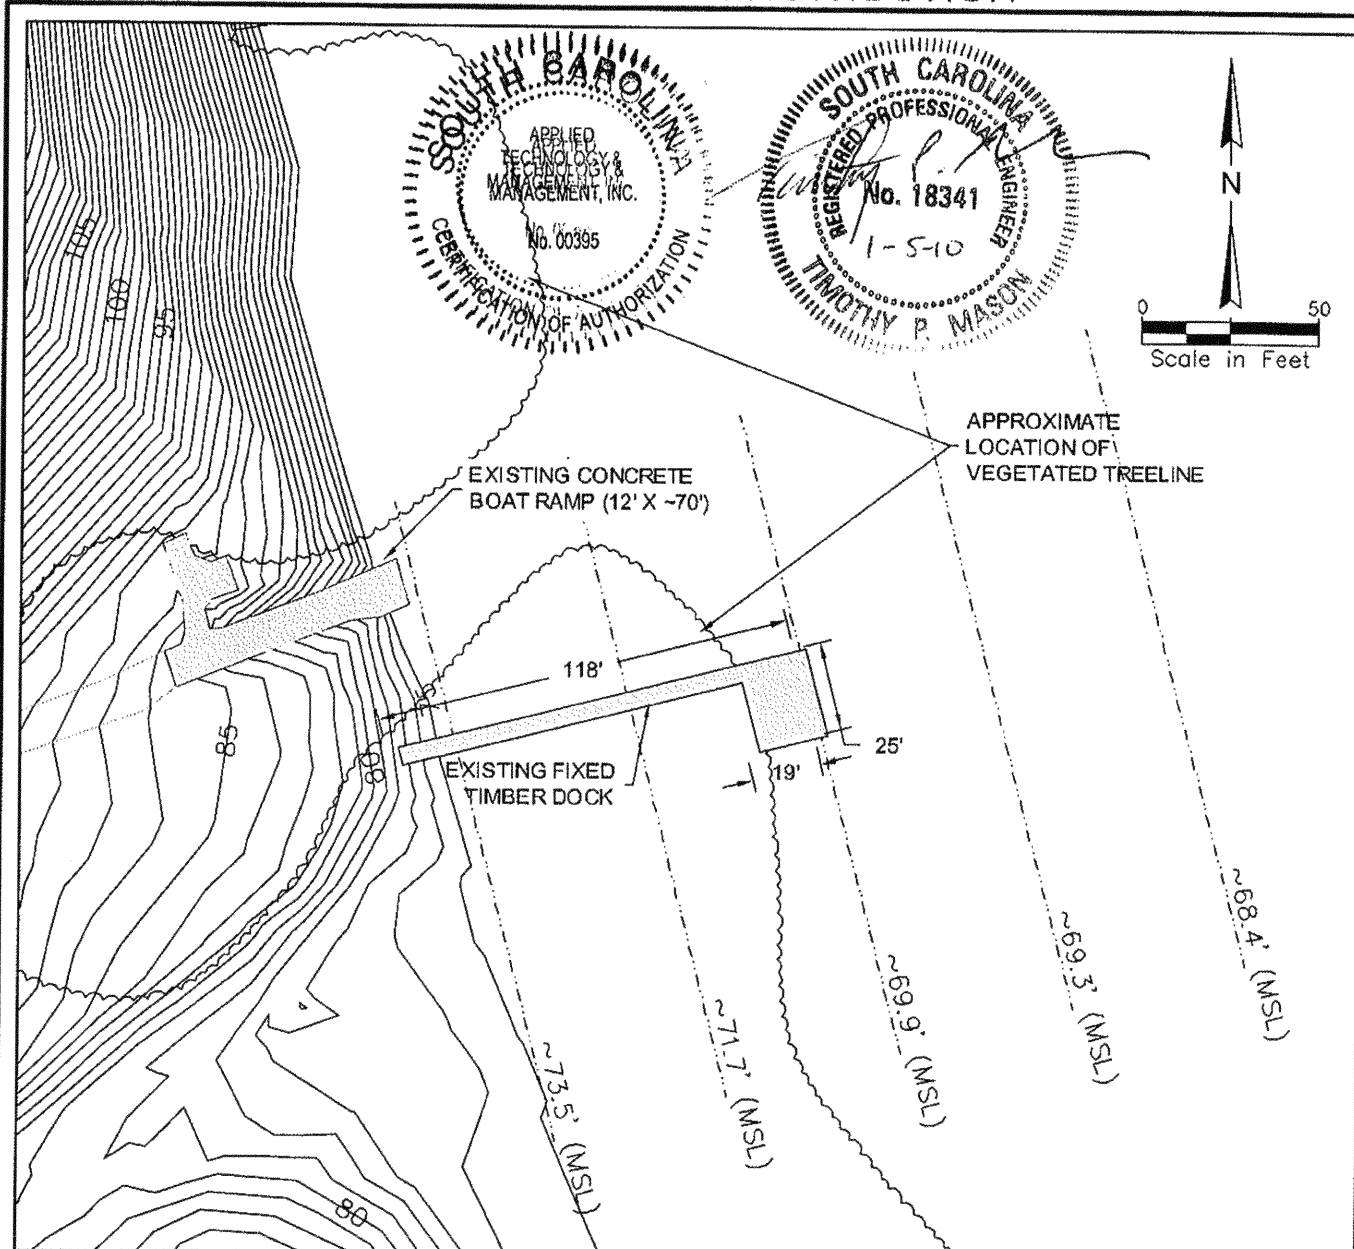 SOUTH CAROLINA
APPLIED
TECHNOLOGY &
MANAGEMENT, INC.
No. 00395
CERTIFICATION OF AUTHORIZATION
SOUTH CAROLINA
REGISTERED PROFESSIONAL ENGINEER
No. 18341
1-5-10
TIMOTHY P. MASON
N
0 50
Scale in Feet
105
100
95
APPROXIMATE
LOCATION OF
VEGETATED TREELINE
EXISTING CONCRETE
BOAT RAMP (12' X ~70')
118'
75
85
80
25'
19'
EXISTING FIXED
TIMBER DOCK
~68.4' (MSL)
~69.3' (MSL)
~69.9' (MSL)
~71.7' (MSL)
~73.5' (MSL)
80